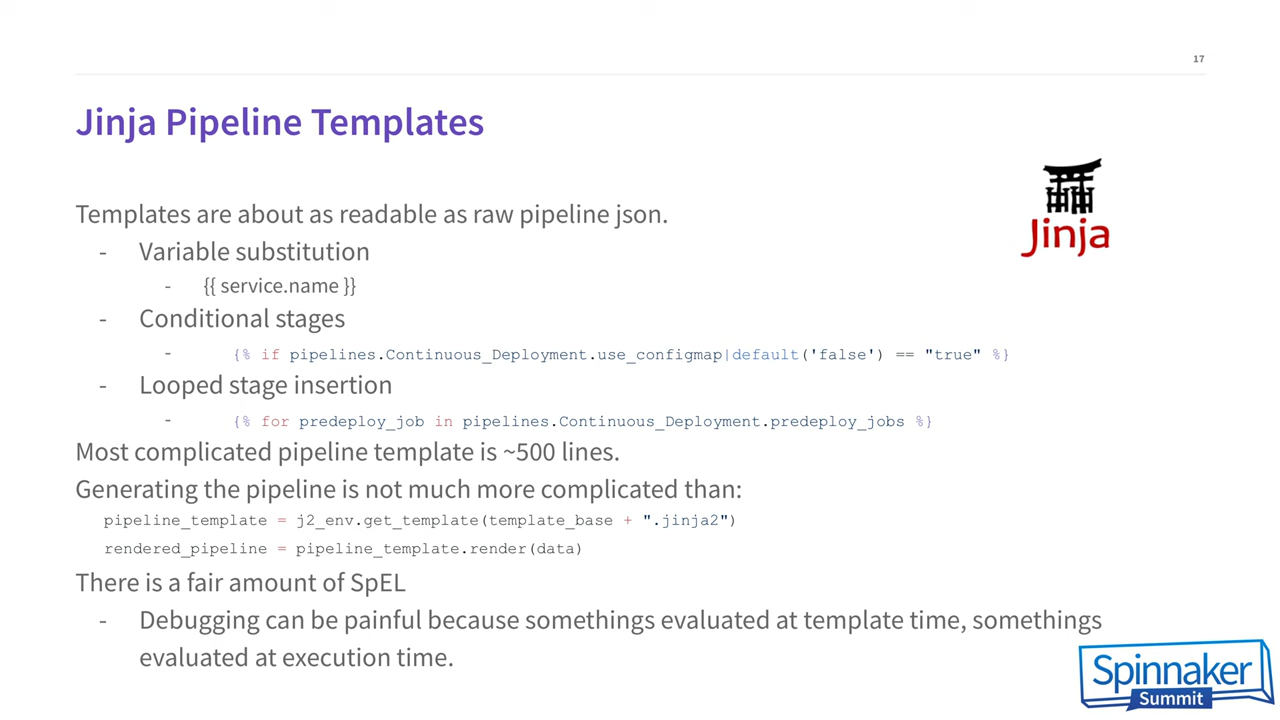 17
Jinja Pipeline Templates
Jinja
Templates are about as readable as raw pipeline json.
- Variable substitution
- {{ service.name }}
- Conditional stages
- {% if pipelines.Continuous_Deployment.use_configmap|default('false') == "true" %}
- Looped stage insertion
- {% for predeploy_job in pipelines.Continuous_Deployment.predeploy_jobs %}
Most complicated pipeline template is ~500 lines.
Generating the pipeline is not much more complicated than:
pipeline_template = j2_env.get_template(template_base + ".jinja2")
rendered_pipeline = pipeline_template.render(data)
There is a fair amount of SpEL
- Debugging can be painful because somethings evaluated at template time, somethings
evaluated at execution time.
Spinnaker
Summit